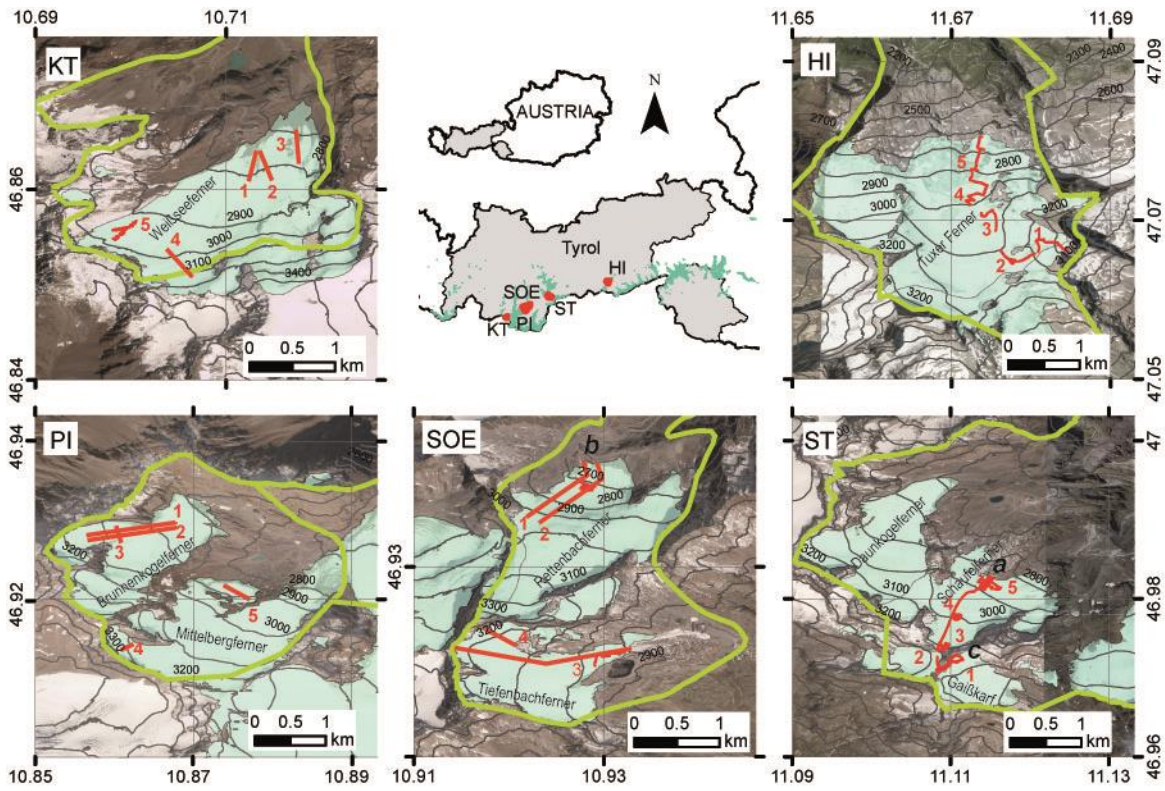 10.69
10.71
11.65
11.67
11.69
KT
2800
3
1
2
46.86
Weißseeferner
2900
5
4
3000
3100
3400
0 0.5 1
km
46.84
N
AUSTRIA
Tyrol
HI
SOE
ST
KT
PI
HI
2200
2300
2400
2500
2600
2700
47.09
5
2800
2900
4
3000
3
3200
47.07
Tuxer Ferner
1
2
3200
3200
0 0.5 1
km
47.05
PI
46.94
1
2
3
3200
Brunnenkogelferner
2800
2900
5
3000
46.92
Mittelbergferner
3300
4
3200
0 0.5 1
km
10.85
10.87
10.89
SOE
b
2700
3000
2800
1
2900
2
Rettenbachferner
46.93
3100
3300
3200
4
3
2900
Tiefenbachferner
0 0.5 1
km
10.91
10.93
ST
47
Daunkogelferner
3200
3100
Schaufelferner
a
2800
5
46.98
4
3000
3200
3
2
c
1
Gaißkarf
0 0.5 1
km
46.96
11.09
11.11
11.13